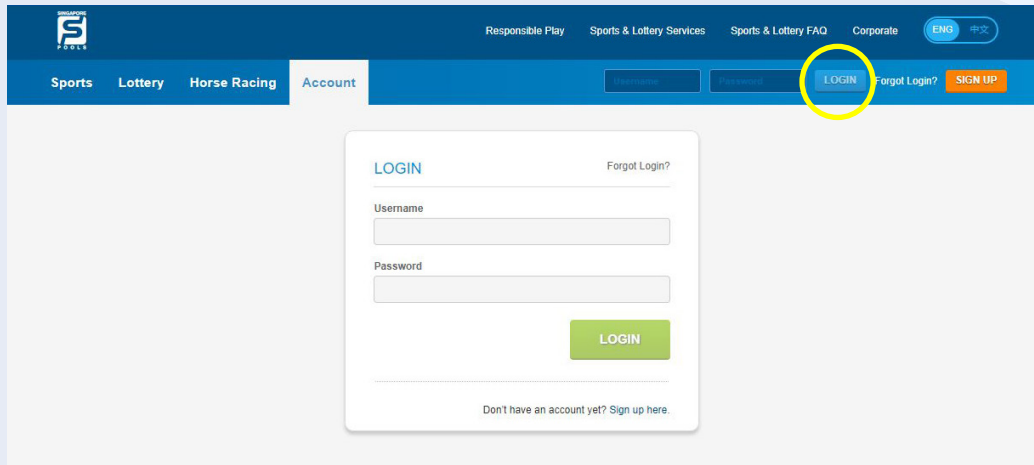 SINGAPORE
POOLS
Responsible Play Sports & Lottery Services Sports & Lottery FAQ Corporate ENG 中文
Sports Lottery Horse Racing Account Username Password LOGIN Forgot Login? SIGN UP
LOGIN Forgot Login?
Username
Password
LOGIN
Don't have an account yet? Sign up here.